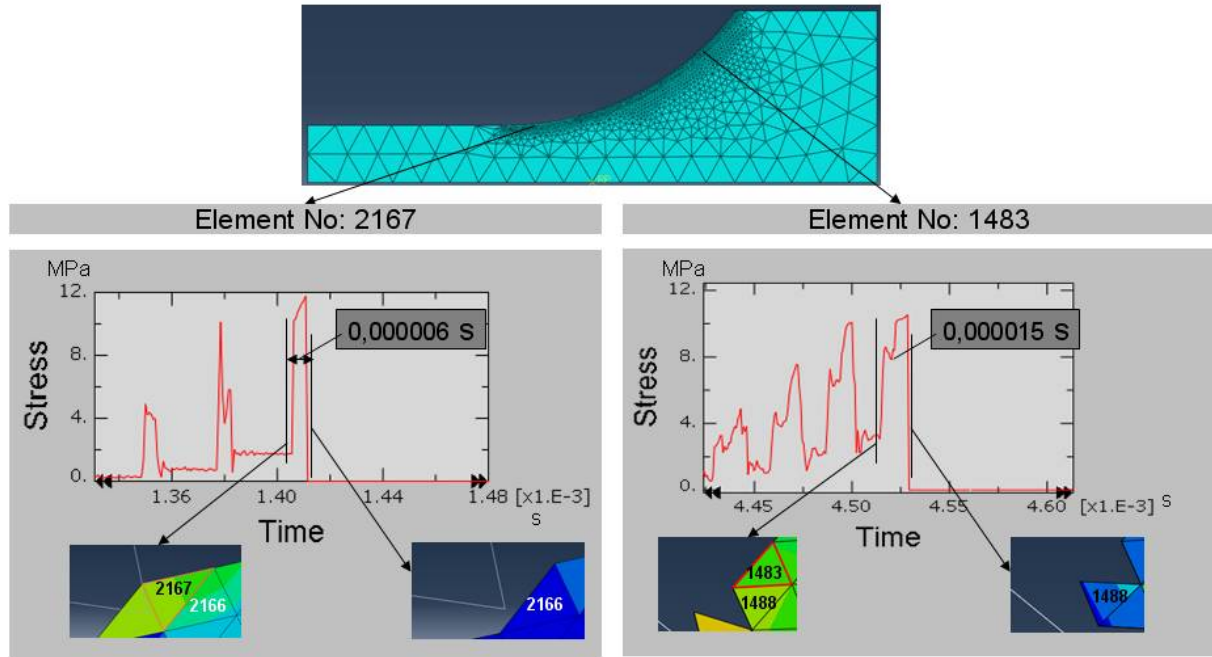 Element No: 2167
MPa
12.
8.
4.
0.
Stress
0,000006 S
1.36 1.40 1.44 1.48 [x1.E-3]
S
Time
2167
2166
2166
Element No: 1483
MPa
12.
8.
4.
0.
Stress
0,000015 S
4.45 4.50 4.55 4.60 [x1.E-3] S
Time
1483
1488
1488